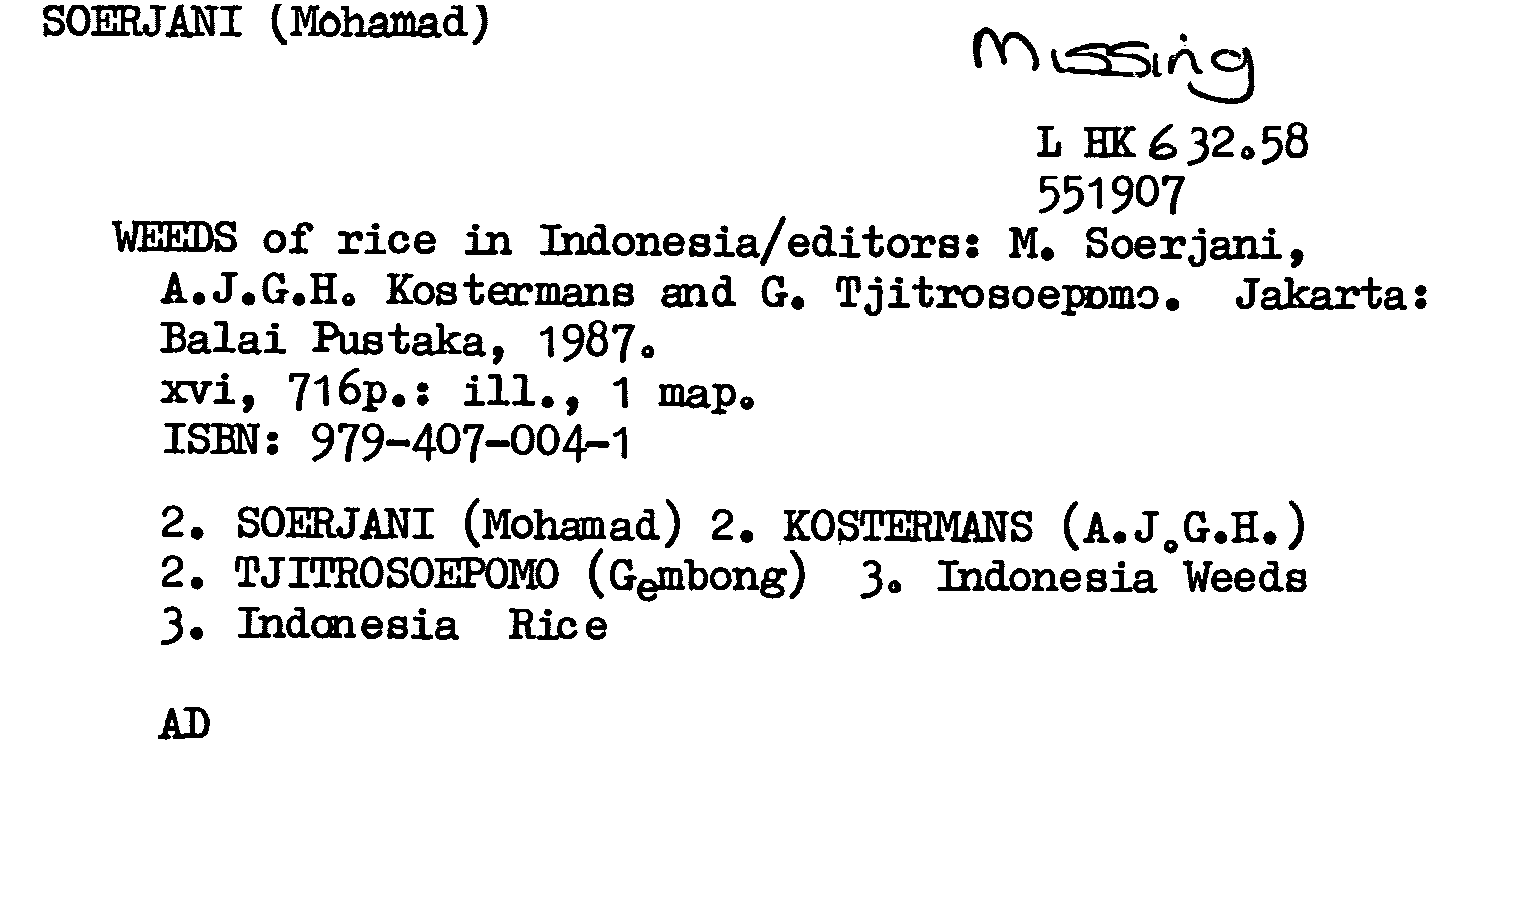 SOERJANI (Mohamad)
Missing
L HK 632.58
551907
WEEDS of rice in Indonesia/editors: M. Soerjani,
A.J.G.H. Kostermans and G. Tjitrosoepomo. Jakarta:
Balai Pustaka, 1987.
xvi, 716p.: ill., 1 map.
ISBN: 979-407-004-1
2. SOERJANI (Mohamad) 2. KOSTERMANS (A.J.G.H.)
2. TJITROSOEPOMO (Gembong) 3. Indonesia Weeds
3. Indonesia Rice
AD